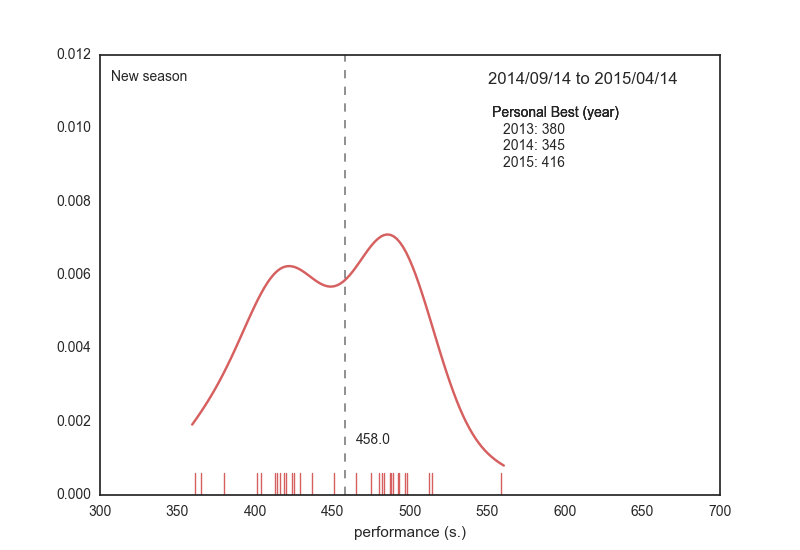 0.012
New season
2014/09/14 to 2015/04/14
Personal Best (year)
2013: 380
2014: 345
2015: 416
0.010
0.008
0.006
0.004
0.002
458.0
0.000
300 350 400 450 500 550 600 650 700
performance (s.)